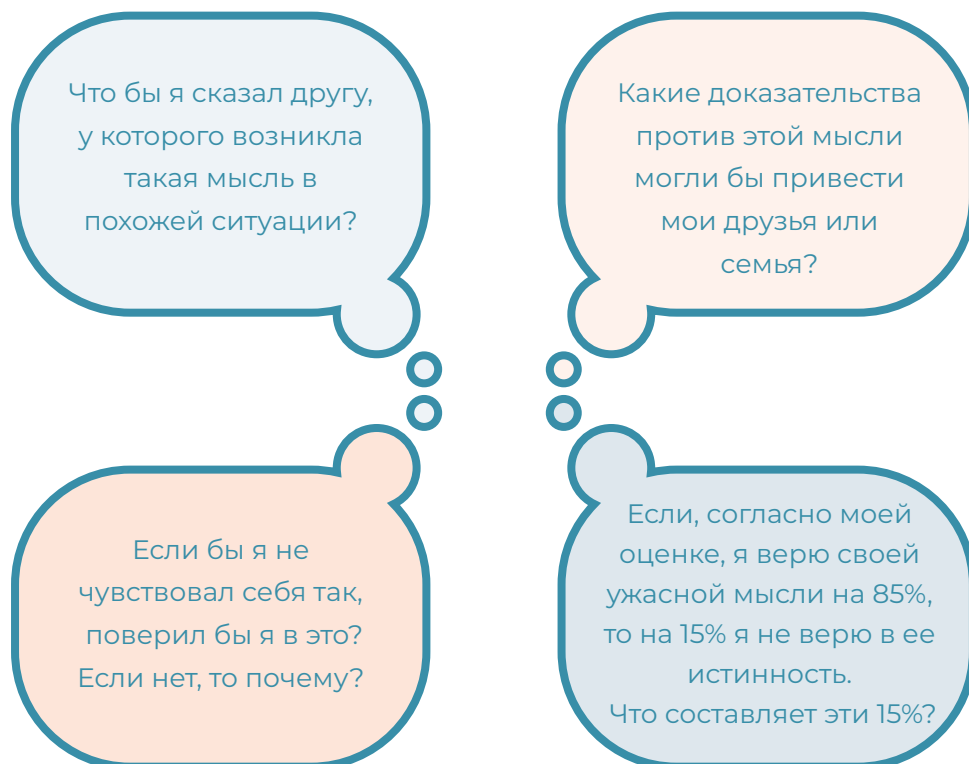 Что бы я сказал другу,
у которого возникла
такая мысль в
похожей ситуации?
Какие доказательства
против этой мысли
могли бы привести
мои друзья или
семья?
Если бы я не
чувствовал себя так,
поверил бы я в это?
Если нет, то почему?
Если, согласно моей
оценке, я верю своей
ужасной мысли на 85%,
то на 15% я не верю в ее
истинность.
Что составляет эти 15%?